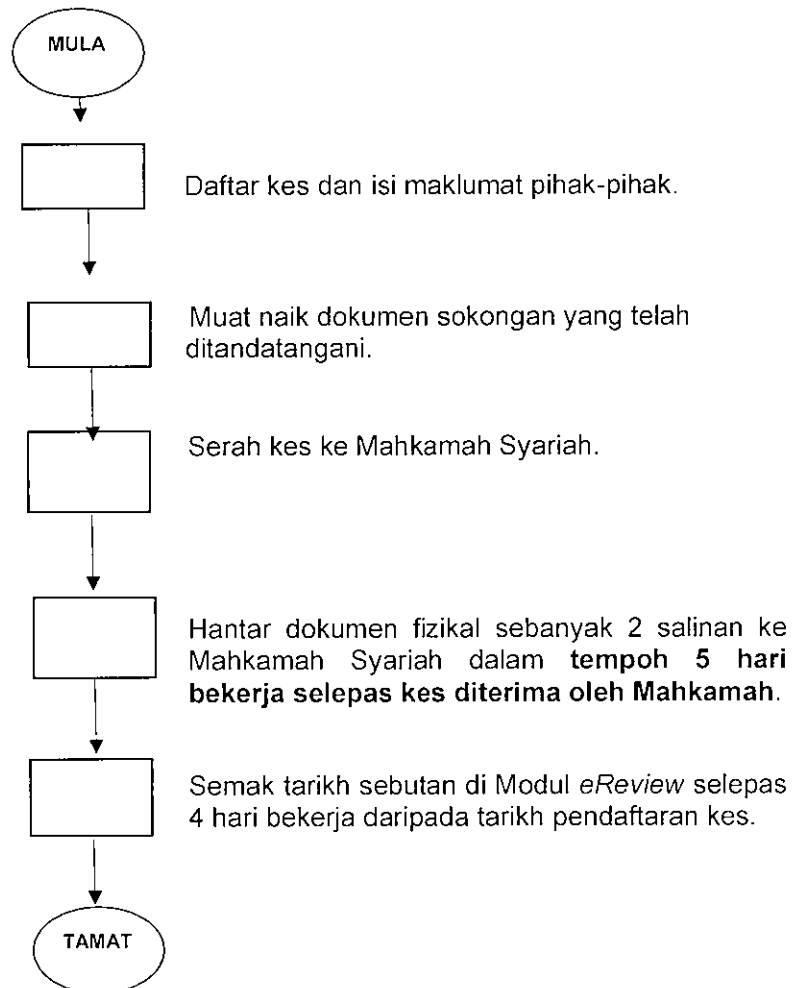 MULA
Daftar kes dan isi maklumat pihak-pihak.
Muat naik dokumen sokongan yang telah
ditandatangani.
Serah kes ke Mahkamah Syariah.
Hantar dokumen fizikal sebanyak 2 salinan ke
Mahkamah Syariah dalam tempoh 5 hari
bekerja selepas kes diterima oleh Mahkamah.
Semak tarikh sebutan di Modul eReview selepas
4 hari bekerja daripada tarikh pendaftaran kes.
TAMAT